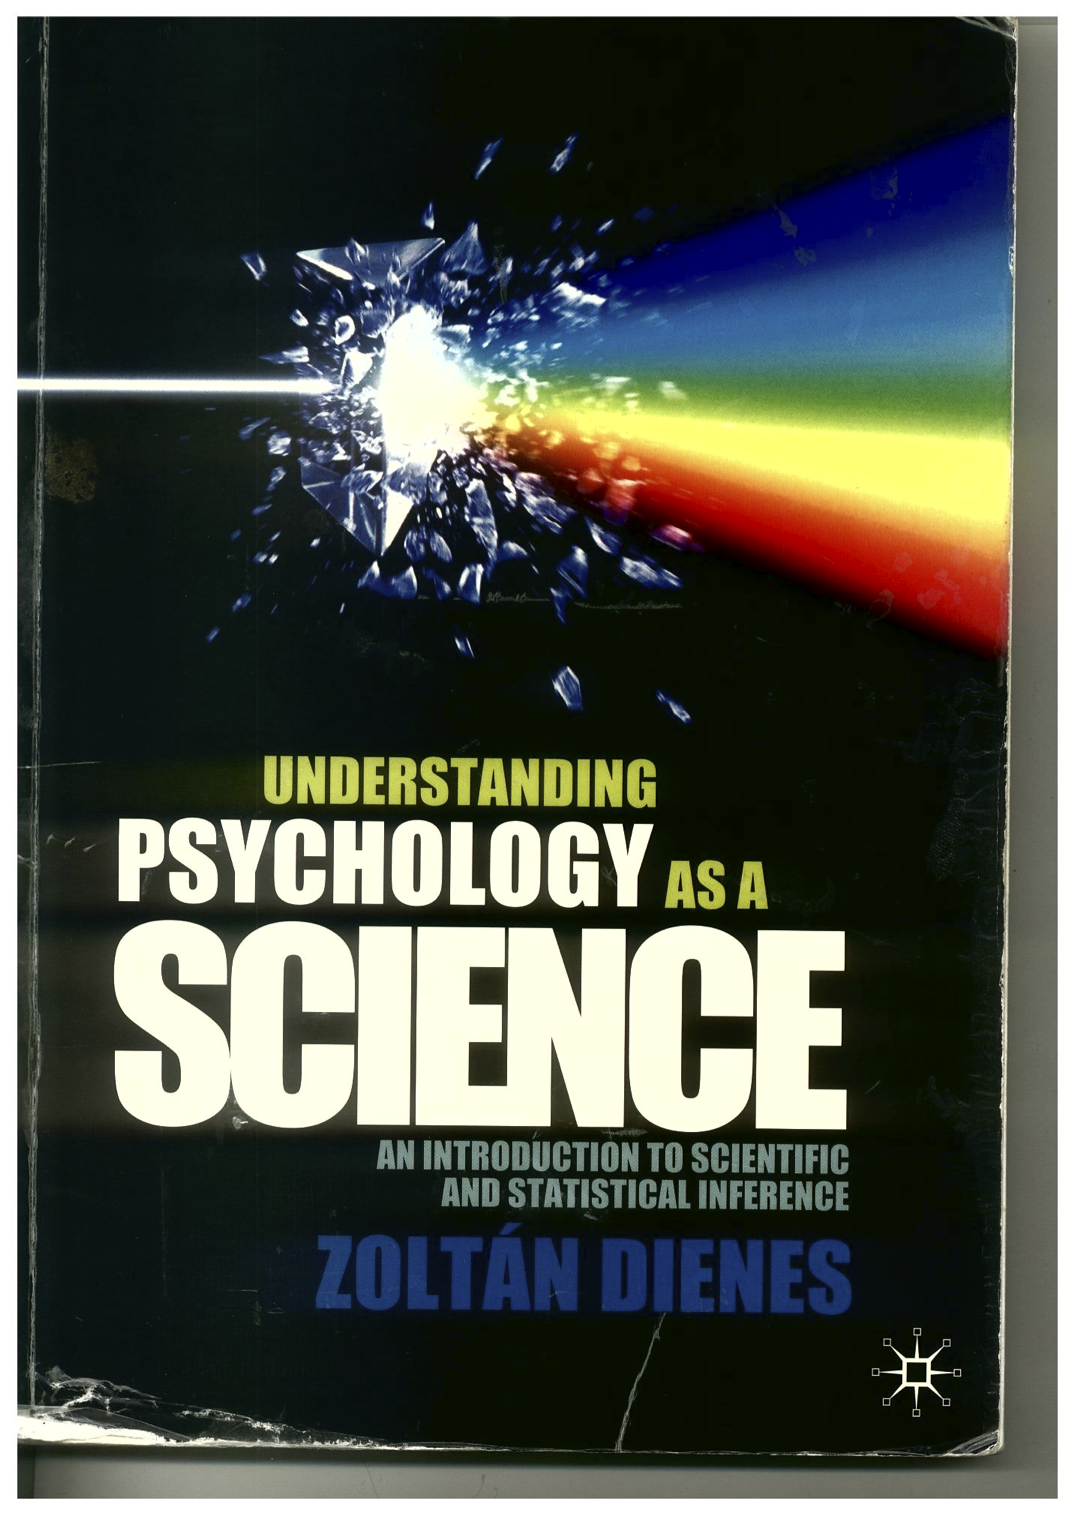 UNDERSTANDING
PSYCHOLOGY AS A
SCIENCE
AN INTRODUCTION TO SCIENTIFIC
AND STATISTICAL INFERENCE
ZOLTÁN DIENES